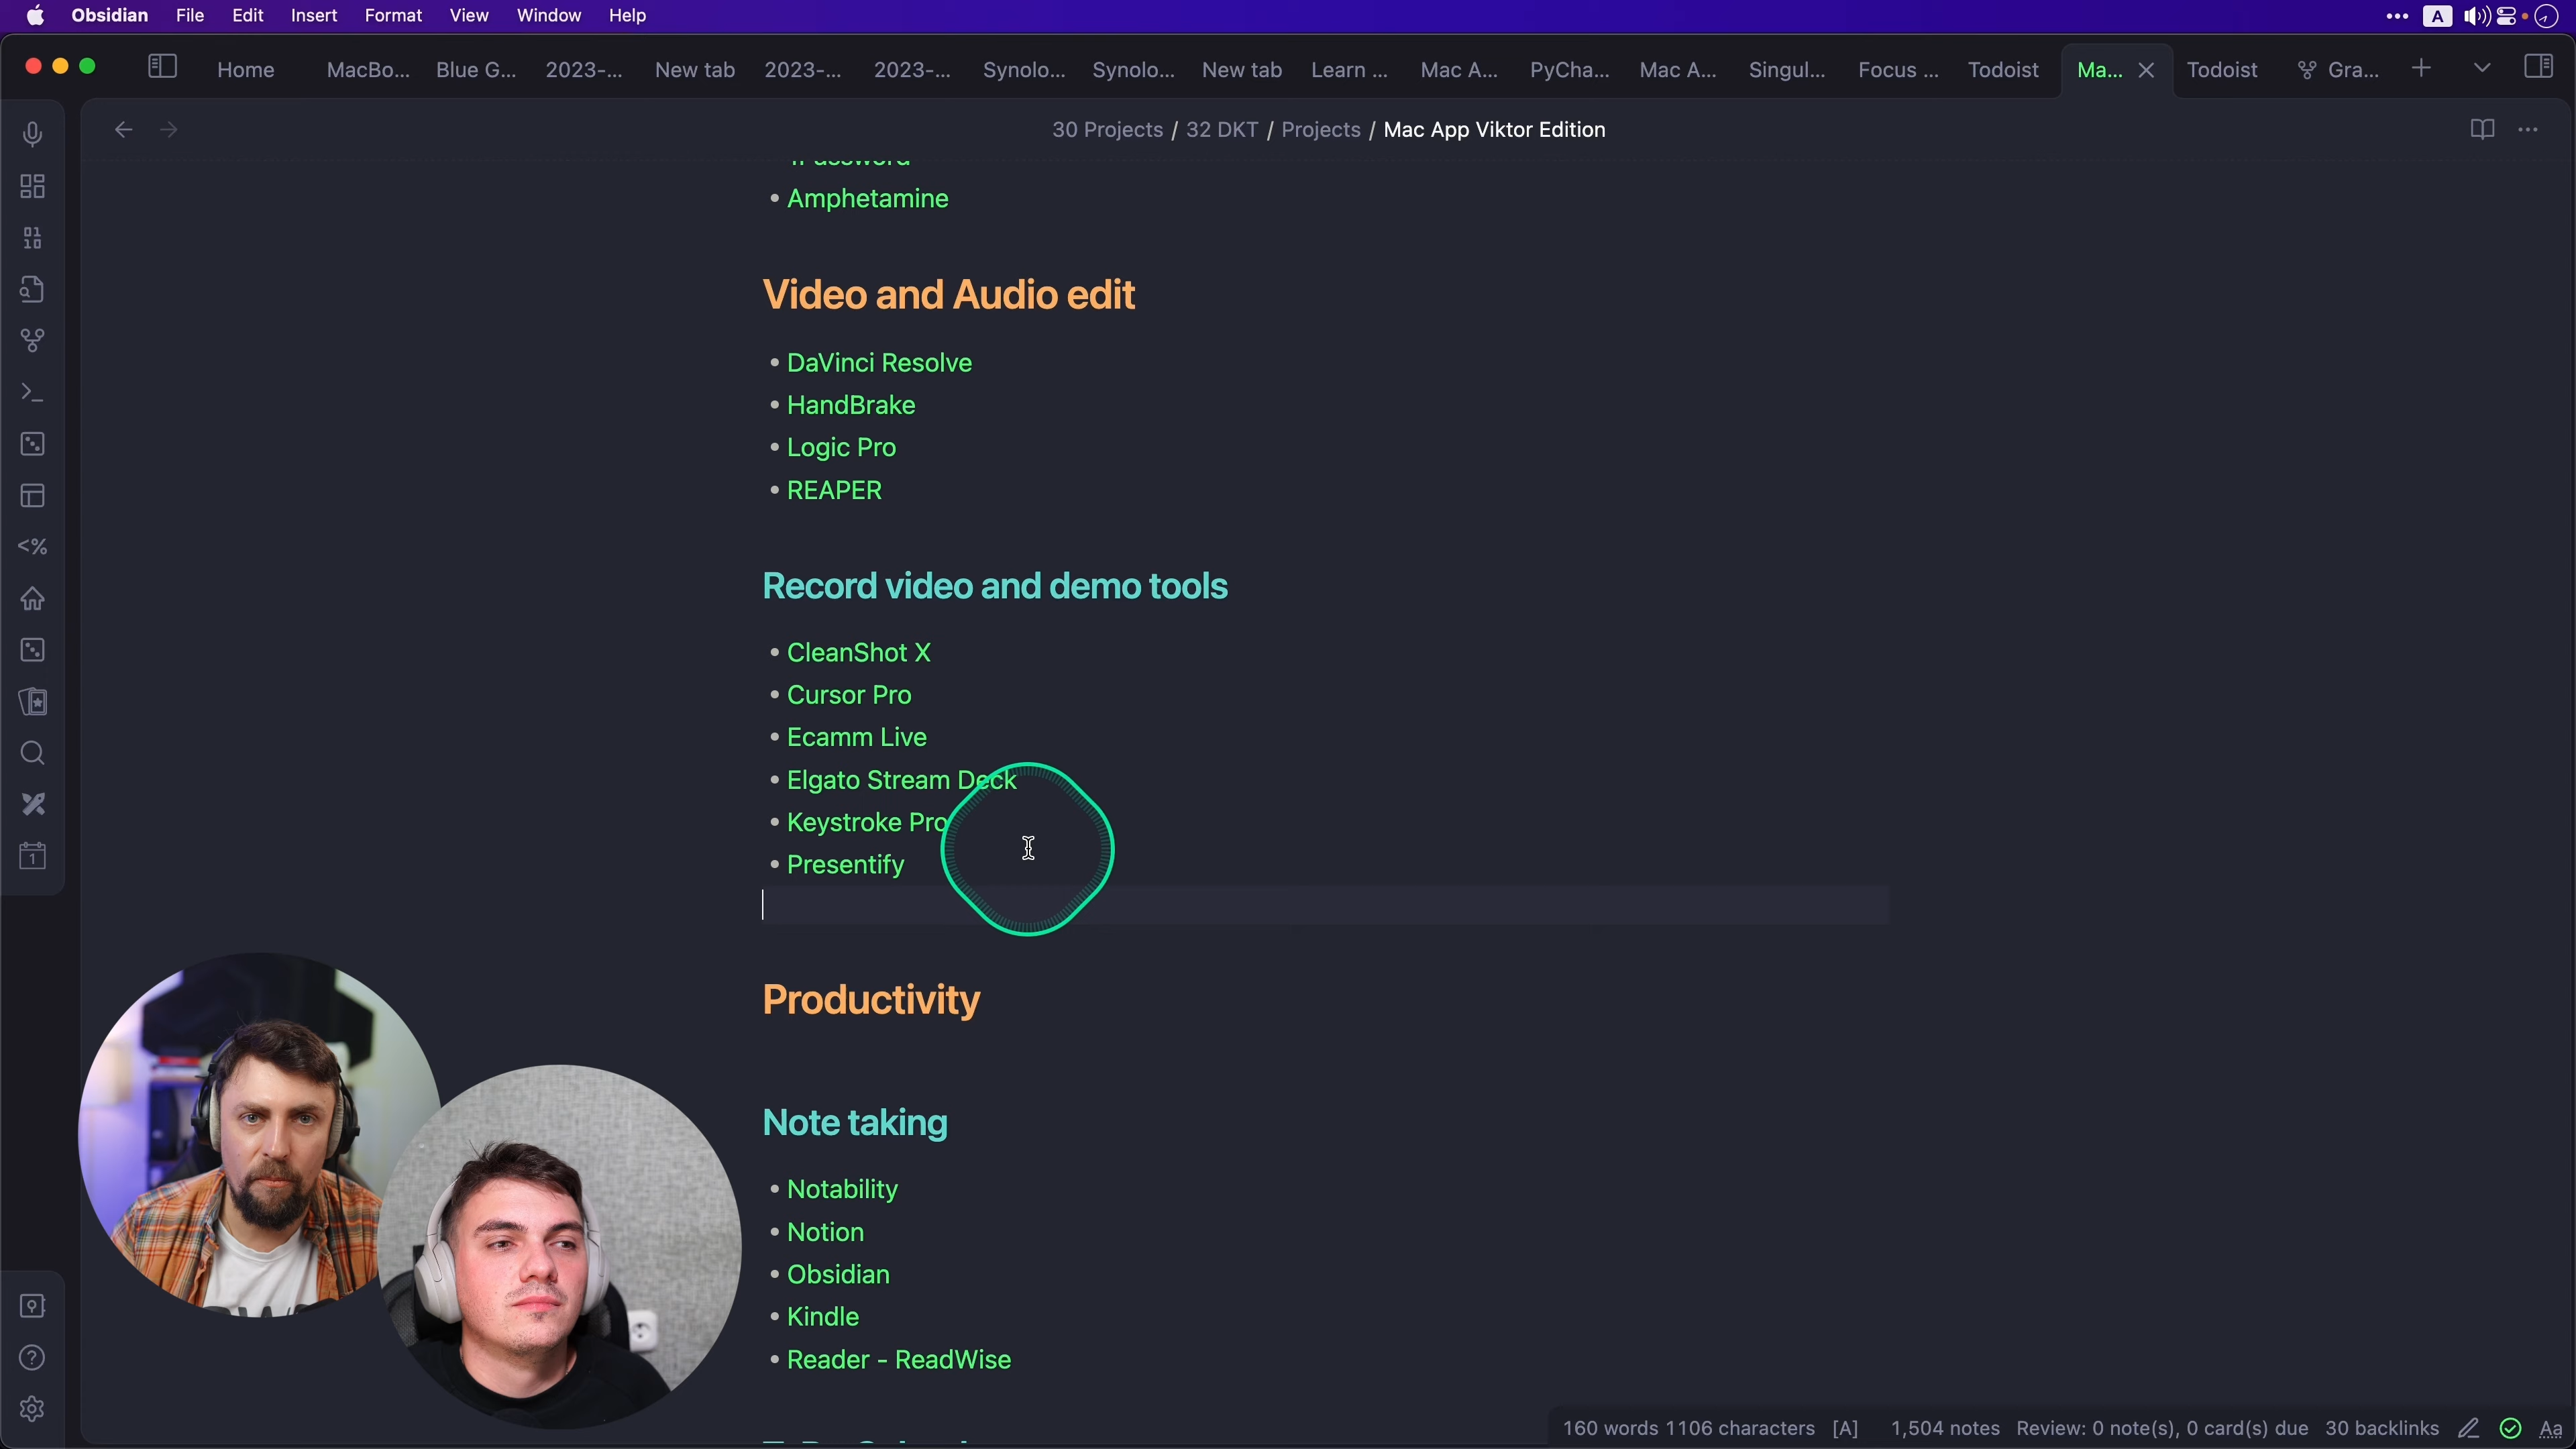 Obsidian File Edit Insert Format View Window Help
A
Home MacBo... Blue G... 2023-... New tab 2023-... 2023-... Synolo... Synolo... New tab Learn ... Mac A... PyCha... Mac A... Singul... Focus ... Todoist Ma... Todoist Gra...
30 Projects / 32 DKT / Projects / Mac App Viktor Edition
Amphetamine
Video and Audio edit
DaVinci Resolve
HandBrake
Logic Pro
REAPER
Record video and demo tools
CleanShot X
Cursor Pro
Ecamm Live
Elgato Stream Deck
Keystroke Pro
Presentify
Productivity
Note taking
Notability
Notion
Obsidian
Kindle
Reader - ReadWise
160 words 1106 characters [A] 1,504 notes Review: 0 note(s), 0 card(s) due 30 backlinks Aa